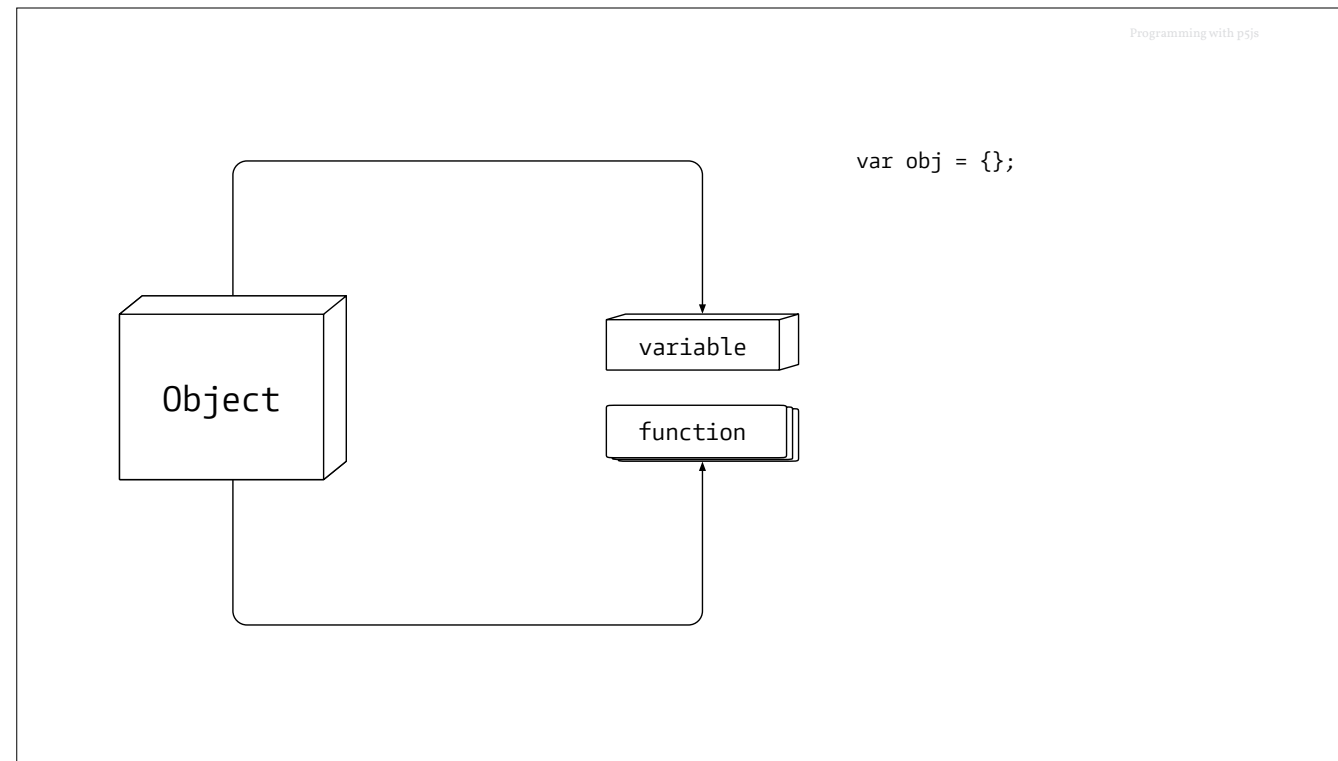 Programming with p5js
var obj = {};
Object
variable
function